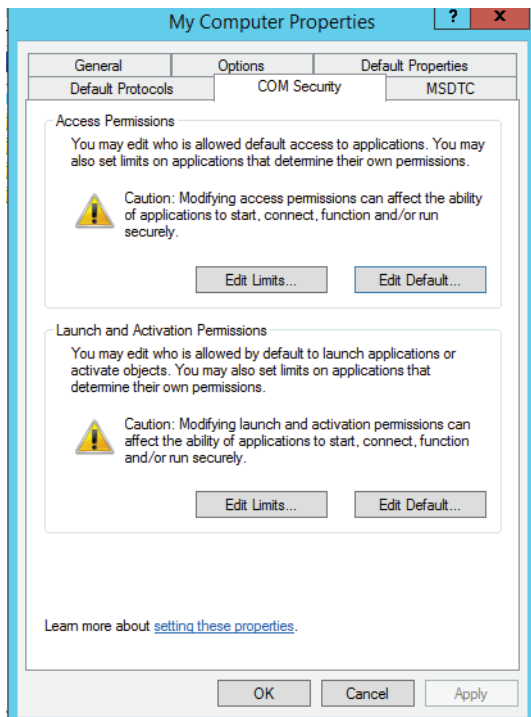 My Computer Properties
?
x
General
Options
Default Properties
Default Protocols
COM Security
MSDTC
Access Permissions
You may edit who is allowed default access to applications. You may
also set limits on applications that determine their own permissions.
Caution: Modifying access permissions can affect the ability
of applications to start, connect, function and/or run
securely.
Edit Limits...
Edit Default...
Launch and Activation Permissions
You may edit who is allowed by default to launch applications or
activate objects. You may also set limits on applications that
determine their own permissions.
Caution: Modifying launch and activation permissions can
affect the ability of applications to start, connect, function
and/or run securely.
Edit Limits...
Edit Default...
Learn more about setting these properties.
OK
Cancel
Apply